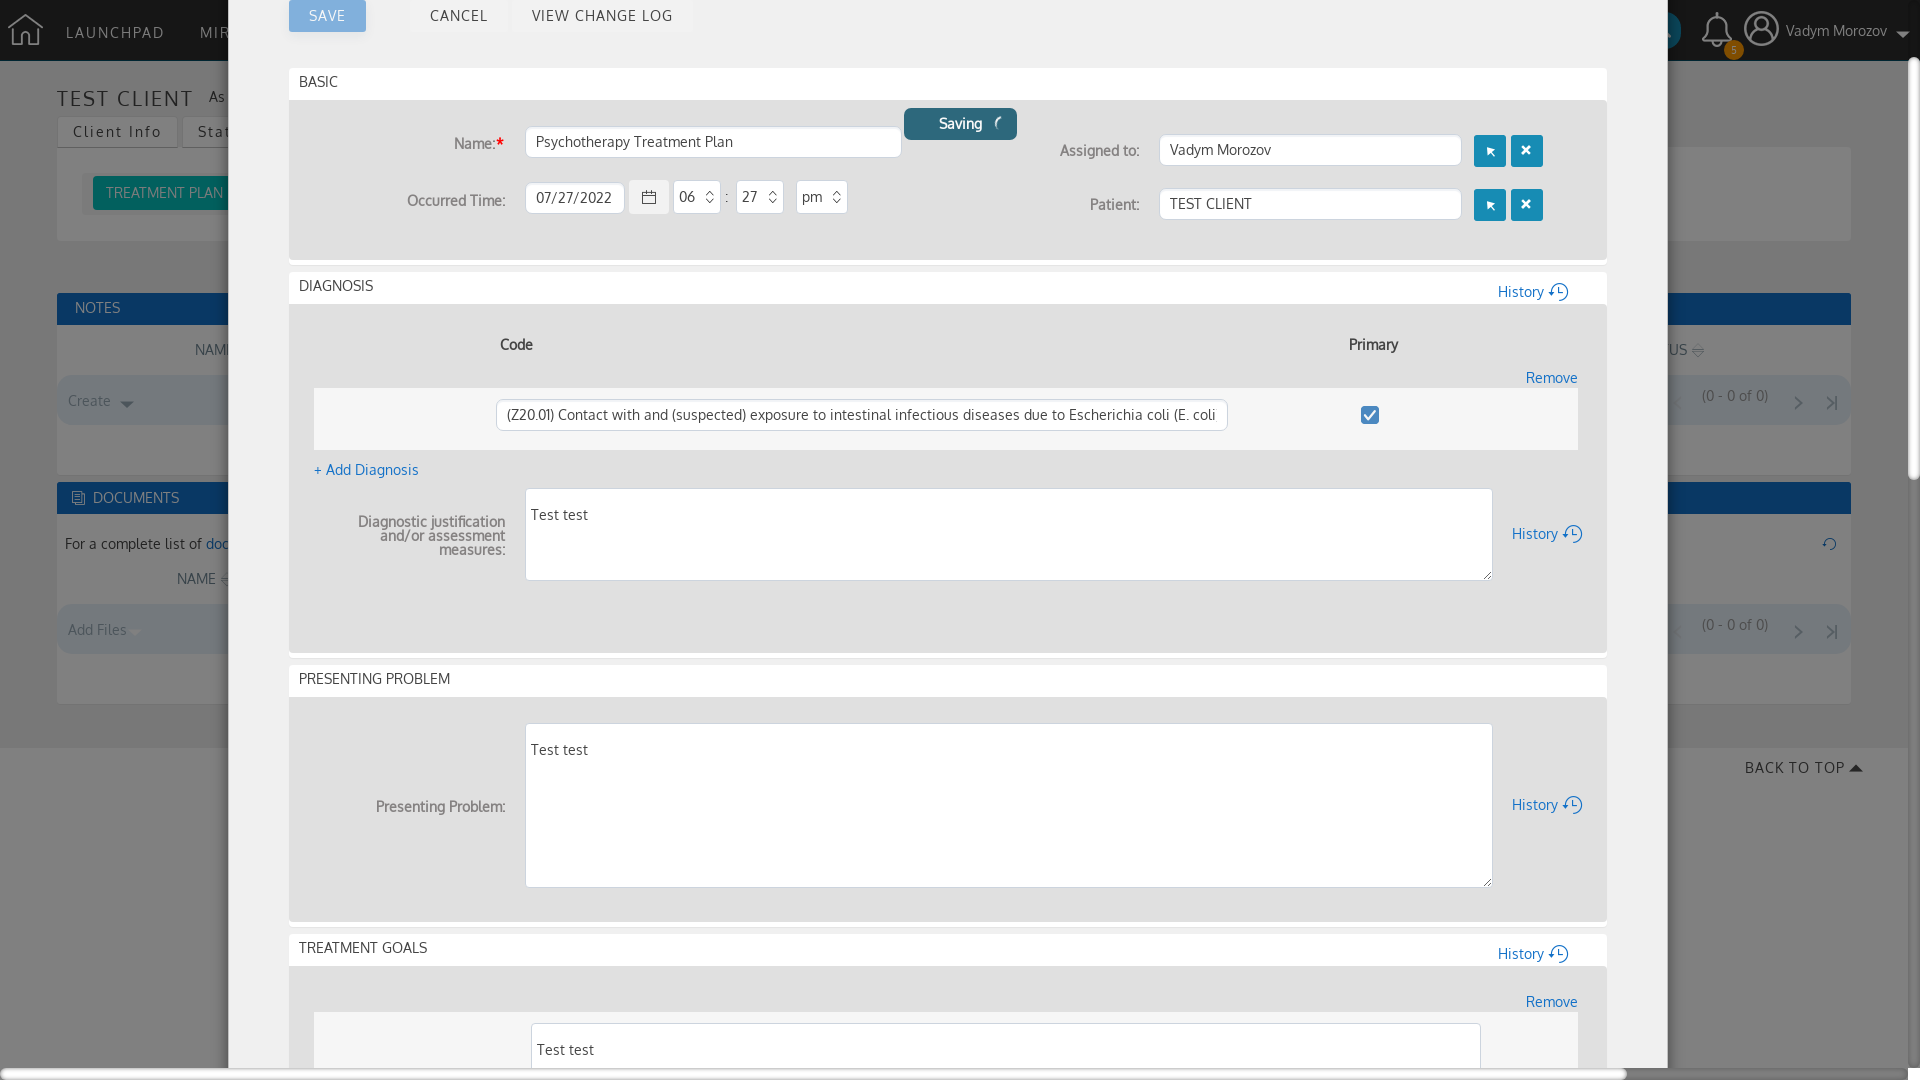 SAVE
CANCEL
VIEW CHANGE LOG
LAUNCHPAD
MIR
5
Vadym Morozov
TEST CLIENT
As
Client Info
Stat
TREATMENT PLAN
BASIC
Saving
Name:*
Psychotherapy Treatment Plan
Assigned to:
Vadym Morozov
Occurred Time:
07/27/2022
06 : 27 pm
Patient:
TEST CLIENT
DIAGNOSIS
History
Code
Primary
Remove
(Z20.01) Contact with and (suspected) exposure to intestinal infectious diseases due to Escherichia coli (E. coli
+ Add Diagnosis
Diagnostic justification
and/or assessment
measures:
Test test
History
PRESENTING PROBLEM
Presenting Problem:
Test test
History
TREATMENT GOALS
History
Remove
Test test
NOTES
NAME
US
Create
(0 - 0 of 0)
DOCUMENTS
For a complete list of doc
NAME
Add Files
(0 - 0 of 0)
BACK TO TOP